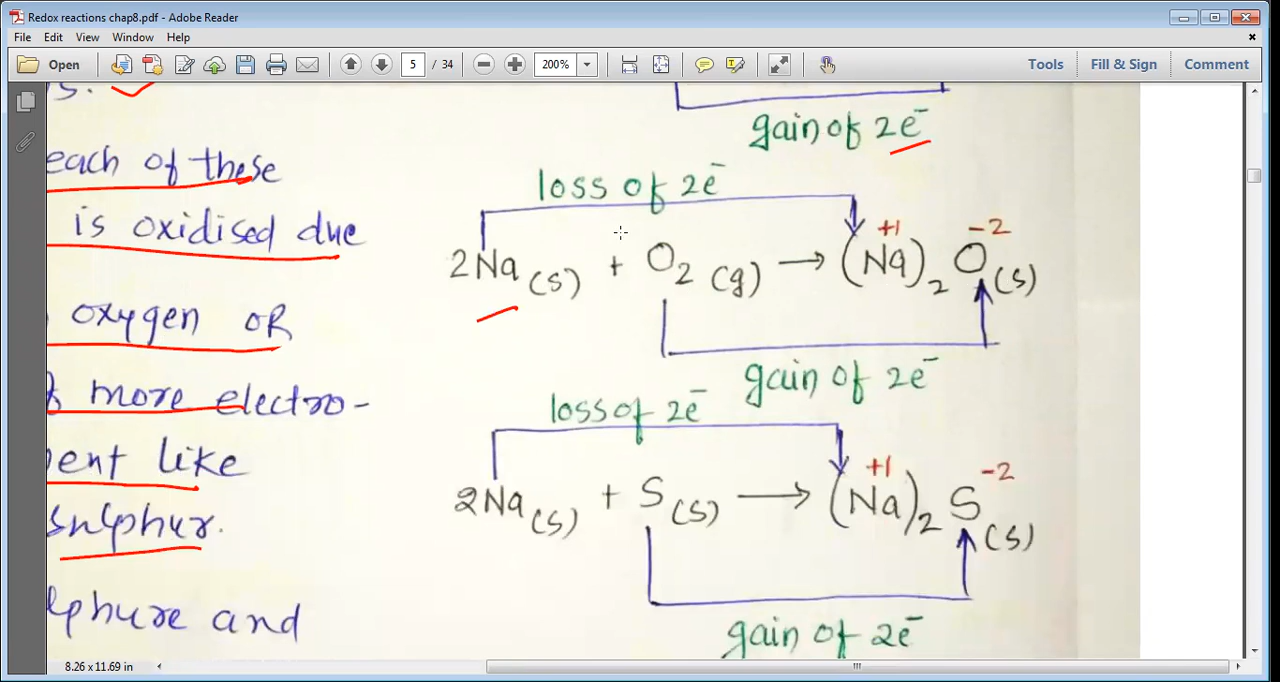 Redox reactions chap8.pdf - Adobe Reader
File Edit View Window Help
Open 5 / 34 200% Tools Fill & Sign Comment
gain of 2e⁻
each of these
is oxidised due
oxygen OR
more electro-
ent like
sulphur.
lphure and
loss of 2e⁻
+1 -2
2Na(s) + O₂(g) → (Na)₂O(s)
gain of 2e⁻
loss of 2e⁻
+1 -2
2Na(s) + S(s) → (Na)₂S(s)
gain of 2e⁻
8.26 x 11.69 in